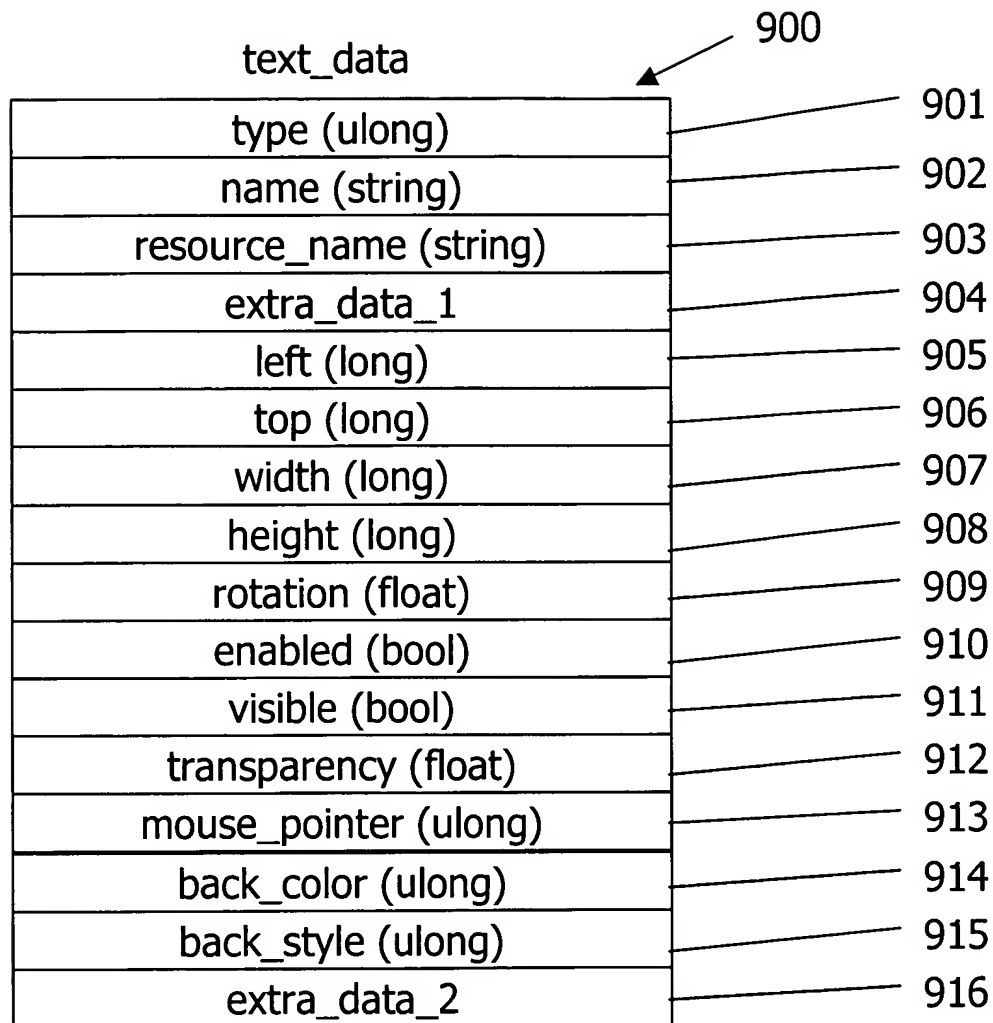 900
text_data
type (ulong) 901
name (string) 902
resource_name (string) 903
extra_data_1 904
left (long) 905
top (long) 906
width (long) 907
height (long) 908
rotation (float) 909
enabled (bool) 910
visible (bool) 911
transparency (float) 912
mouse_pointer (ulong) 913
back_color (ulong) 914
back_style (ulong) 915
extra_data_2 916